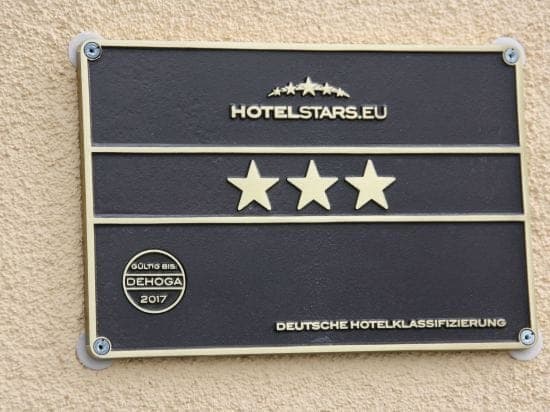 HOTELSTARS.EU
GÜLTIG BIS:
DEHOGA
2017
DEUTSCHE HOTELKLASSIFIZIERUNG